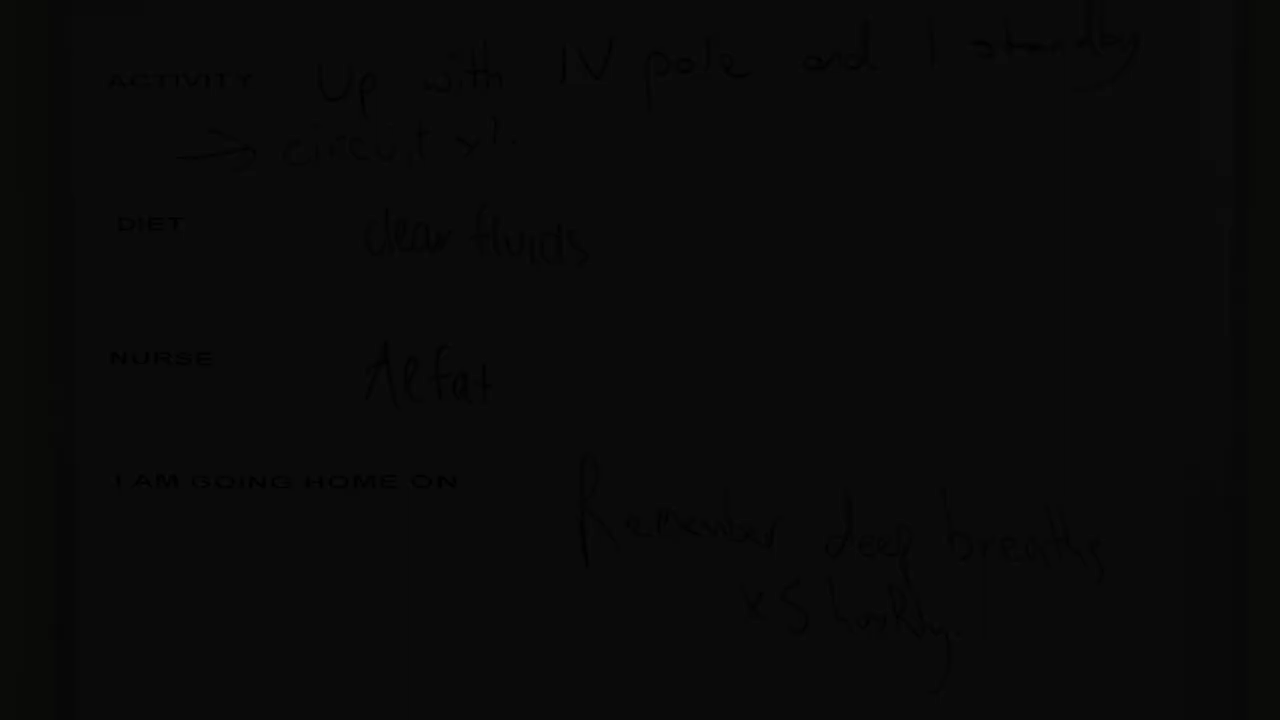 ACTIVITY Up with IV pole and 1 standby
→ circuit x1.
DIET clear fluids
NURSE
I AM GOING HOME ON
Remember deep breaths
x5 hourly.